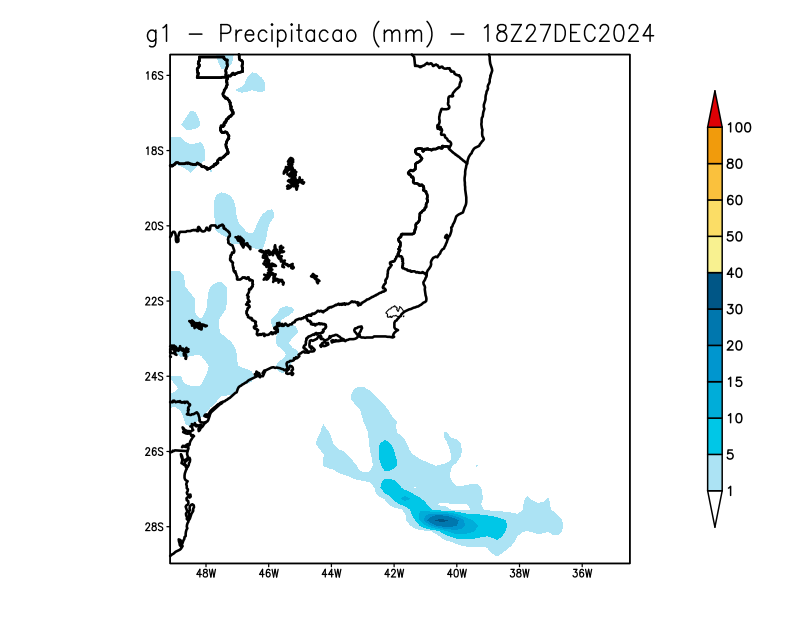 g1 – Precipitacao (mm) – 18Z27DEC2024
16S
18S
20S
22S
24S
26S
28S
48W 46W 44W 42W 40W 38W 36W
100
80
60
50
40
30
20
15
10
5
1